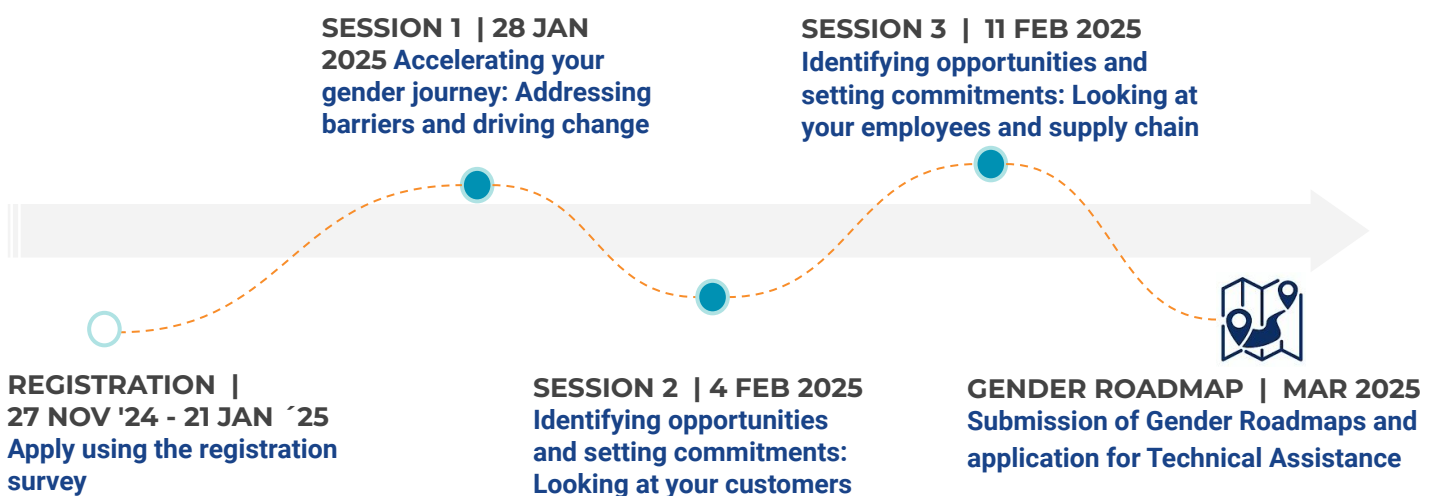 SESSION 1 | 28 JAN
2025 Accelerating your
gender journey: Addressing
barriers and driving change
SESSION 3 | 11 FEB 2025
Identifying opportunities and
setting commitments: Looking at
your employees and supply chain
REGISTRATION |
27 NOV '24 - 21 JAN ´25
Apply using the registration
survey
SESSION 2 | 4 FEB 2025
Identifying opportunities
and setting commitments:
Looking at your customers
GENDER ROADMAP | MAR 2025
Submission of Gender Roadmaps and
application for Technical Assistance